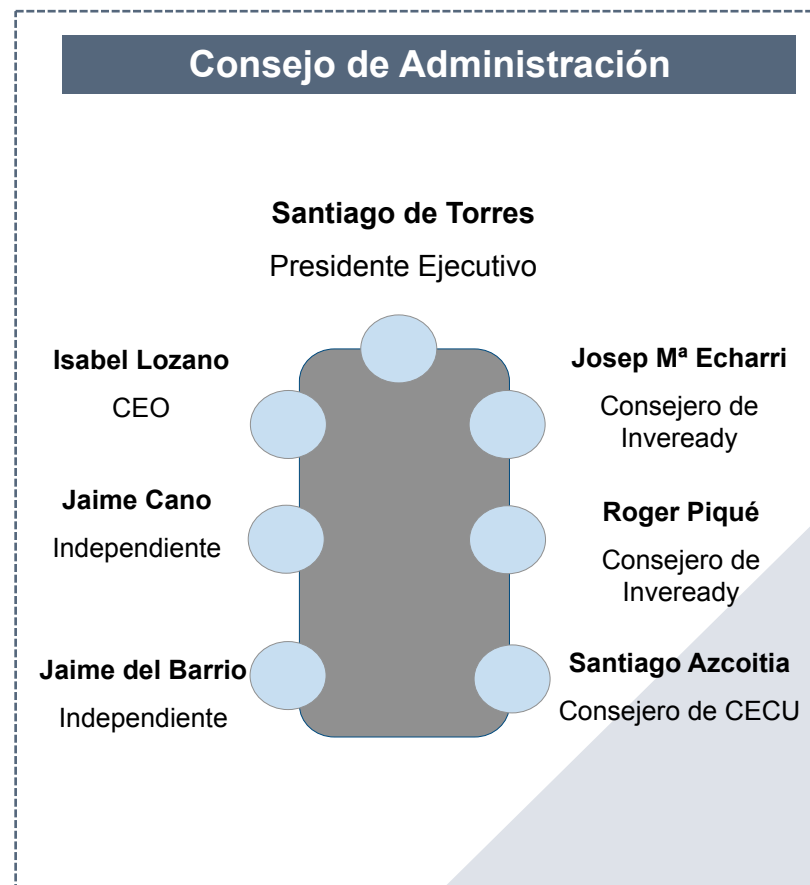 Consejo de Administración
Santiago de Torres
Presidente Ejecutivo
Isabel Lozano
CEO
Jaime Cano
Independiente
Jaime del Barrio
Independiente
Josep Mª Echarri
Consejero de
Inveready
Roger Piqué
Consejero de
Inveready
Santiago Azcoitia
Consejero de CECU